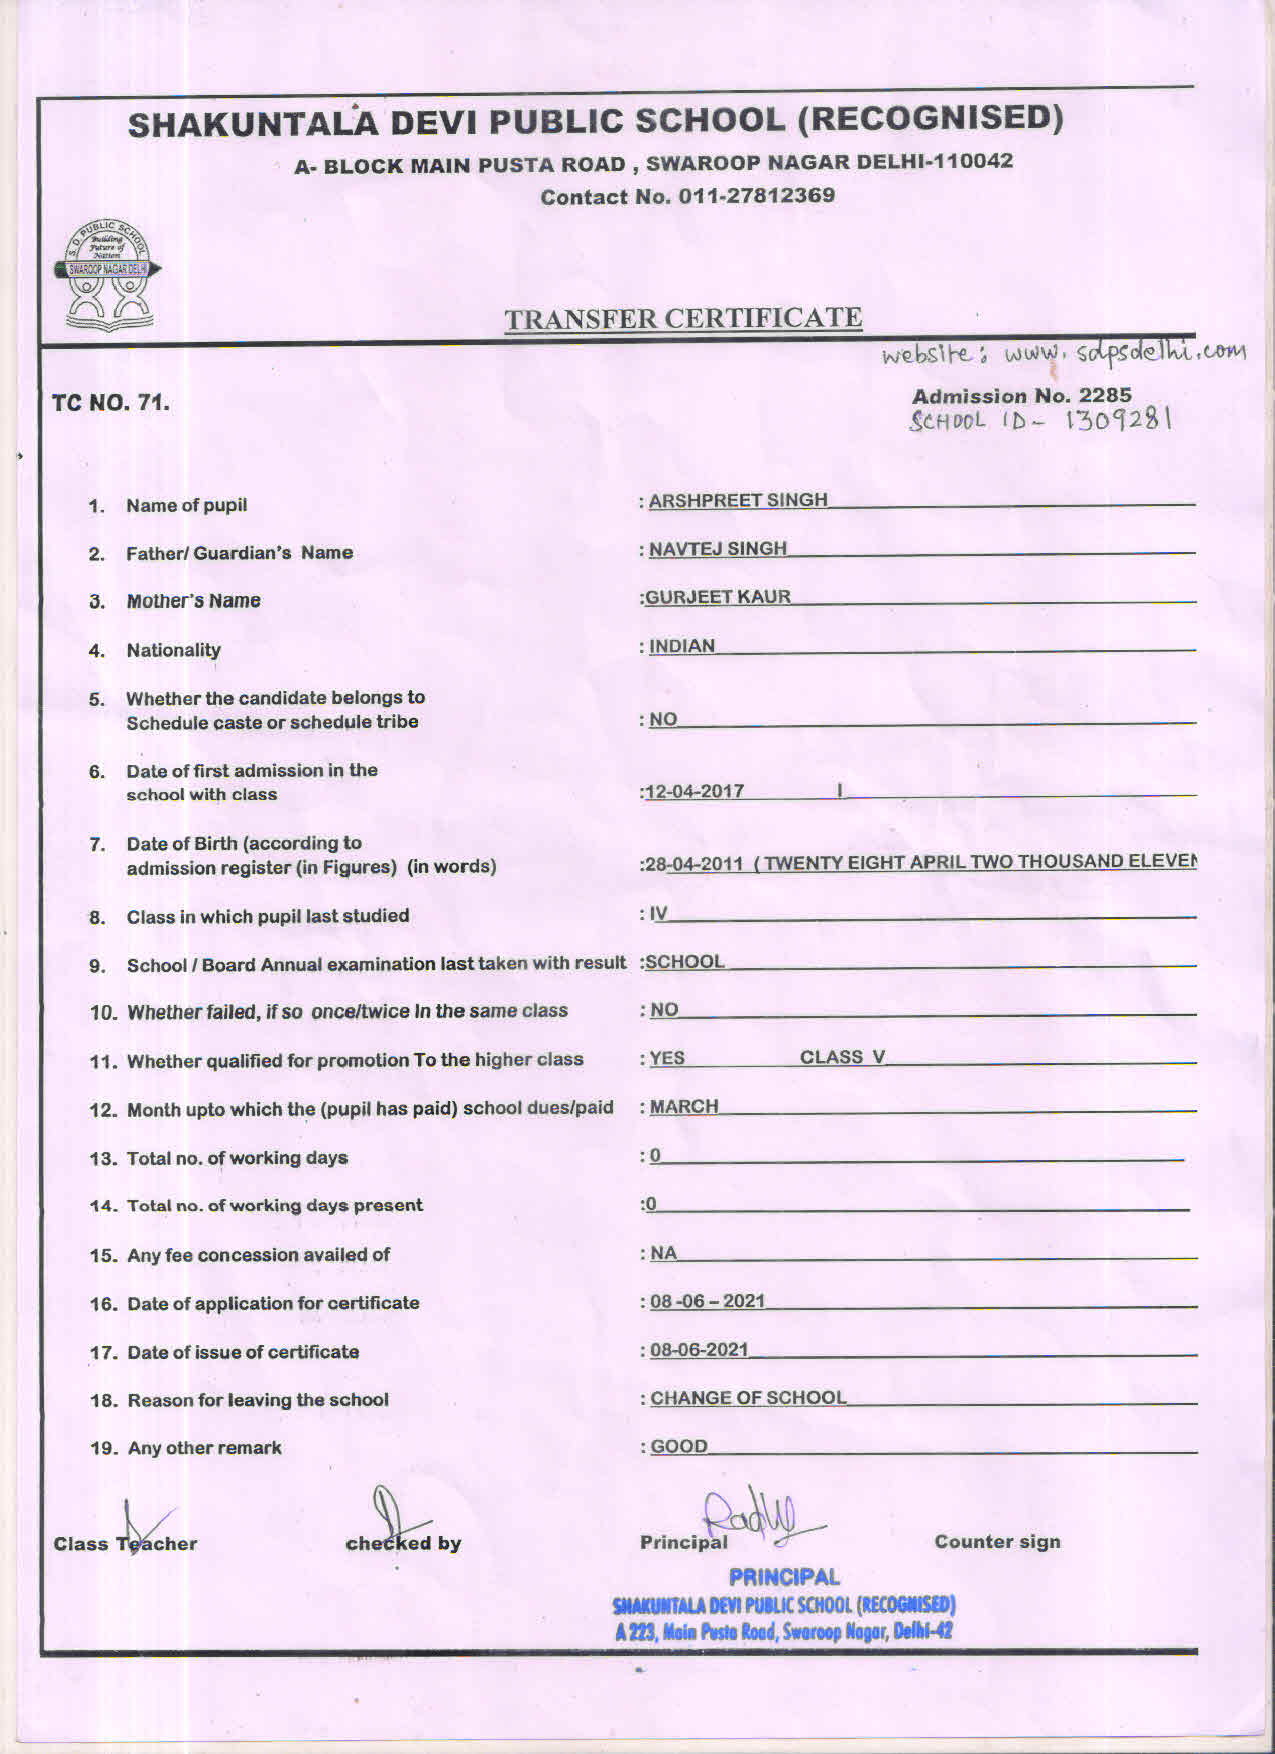 SHAKUNTALA DEVI PUBLIC SCHOOL (RECOGNISED)
A- BLOCK MAIN PUSTA ROAD , SWAROOP NAGAR DELHI-110042
Contact No. 011-27812369
S. D. PUBLIC SCHOOL
Building
Future of
Nation
SWAROOP NAGAR DELHI
TRANSFER CERTIFICATE
website: www.sdpsdelhi.com
TC NO. 71. Admission No. 2285
SCHOOL ID - 1309281
1. Name of pupil : ARSHPREET SINGH
2. Father/ Guardian's Name : NAVTEJ SINGH
3. Mother's Name :GURJEET KAUR
4. Nationality : INDIAN
5. Whether the candidate belongs to
Schedule caste or schedule tribe : NO
6. Date of first admission in the
school with class :12-04-2017 I
7. Date of Birth (according to
admission register (in Figures) (in words) :28-04-2011 ( TWENTY EIGHT APRIL TWO THOUSAND ELEVEN
8. Class in which pupil last studied : IV
9. School / Board Annual examination last taken with result :SCHOOL
10. Whether failed, if so once/twice In the same class : NO
11. Whether qualified for promotion To the higher class : YES CLASS V
12. Month upto which the (pupil has paid) school dues/paid : MARCH
13. Total no. of working days : 0
14. Total no. of working days present :0
15. Any fee concession availed of : NA
16. Date of application for certificate : 08 -06 – 2021
17. Date of issue of certificate : 08-06-2021
18. Reason for leaving the school : CHANGE OF SCHOOL
19. Any other remark : GOOD
Class Teacher checked by Principal Counter sign
PRINCIPAL
SHAKUNTALA DEVI PUBLIC SCHOOL (RECOGNISED)
A 223, Main Pusta Road, Swaroop Nagar, Delhi-42